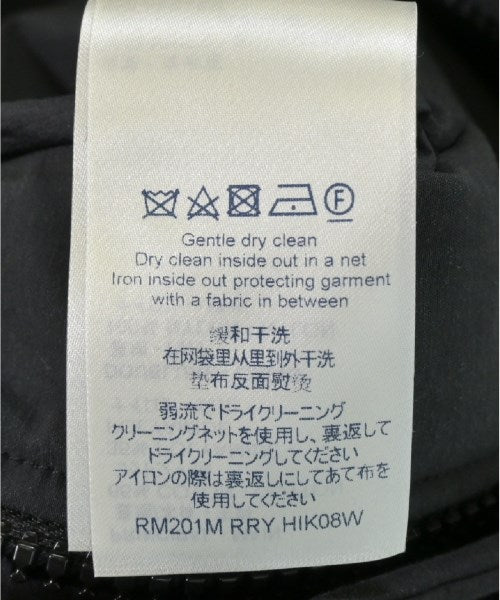 F
Gentle dry clean
Dry clean inside out in a net
Iron inside out protecting garment
with a fabric in between
缓和干洗
在网袋里从里到外干洗
垫布反面熨烫
弱流でドライクリーニング
クリーニングネットを使用し、裏返して
ドライクリーニングしてください
アイロンの際は裏返しにしてあて布を
使用してください
RM201M RRY HIK08W